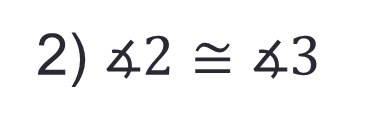 2) ∡2 ≅ ∡3